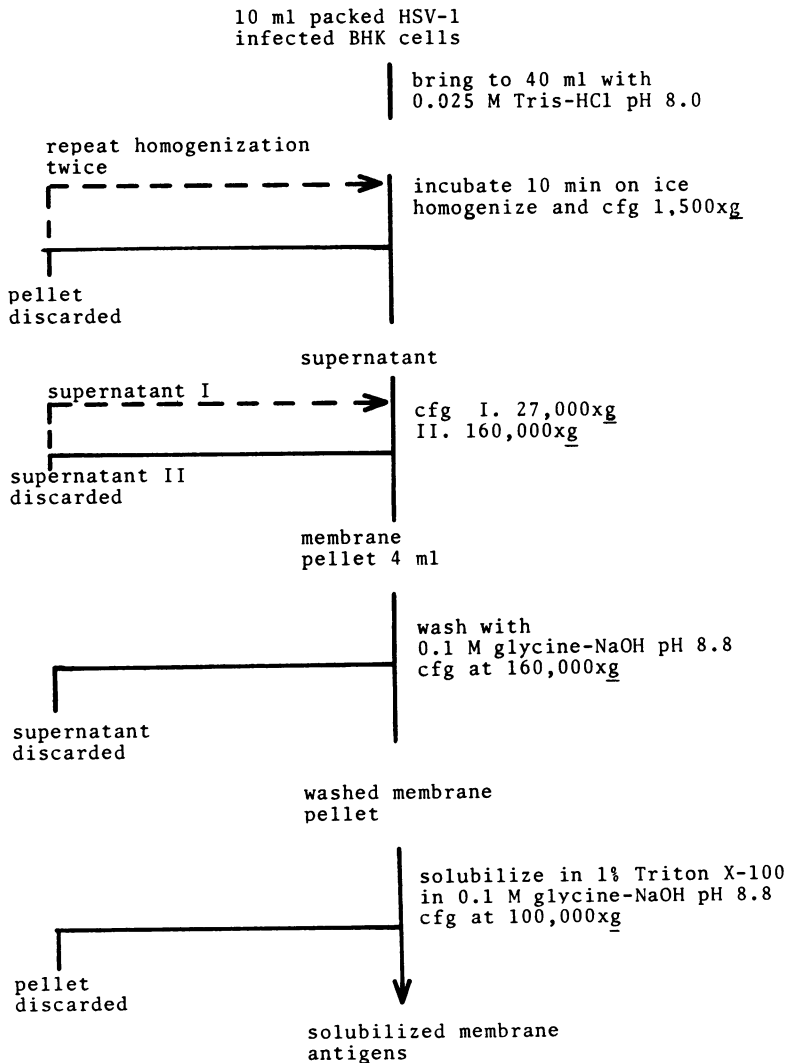 10 ml packed HSV-1
infected BHK cells
bring to 40 ml with
0.025 M Tris-HCl pH 8.0
repeat homogenization
twice
incubate 10 min on ice
homogenize and cfg 1,500xg
pellet
discarded
supernatant
supernatant I
cfg I. 27,000xg
II. 160,000xg
supernatant II
discarded
membrane
pellet 4 ml
wash with
0.1 M glycine-NaOH pH 8.8
cfg at 160,000xg
supernatant
discarded
washed membrane
pellet
solubilize in 1% Triton X-100
in 0.1 M glycine-NaOH pH 8.8
cfg at 100,000xg
pellet
discarded
solubilized membrane
antigens